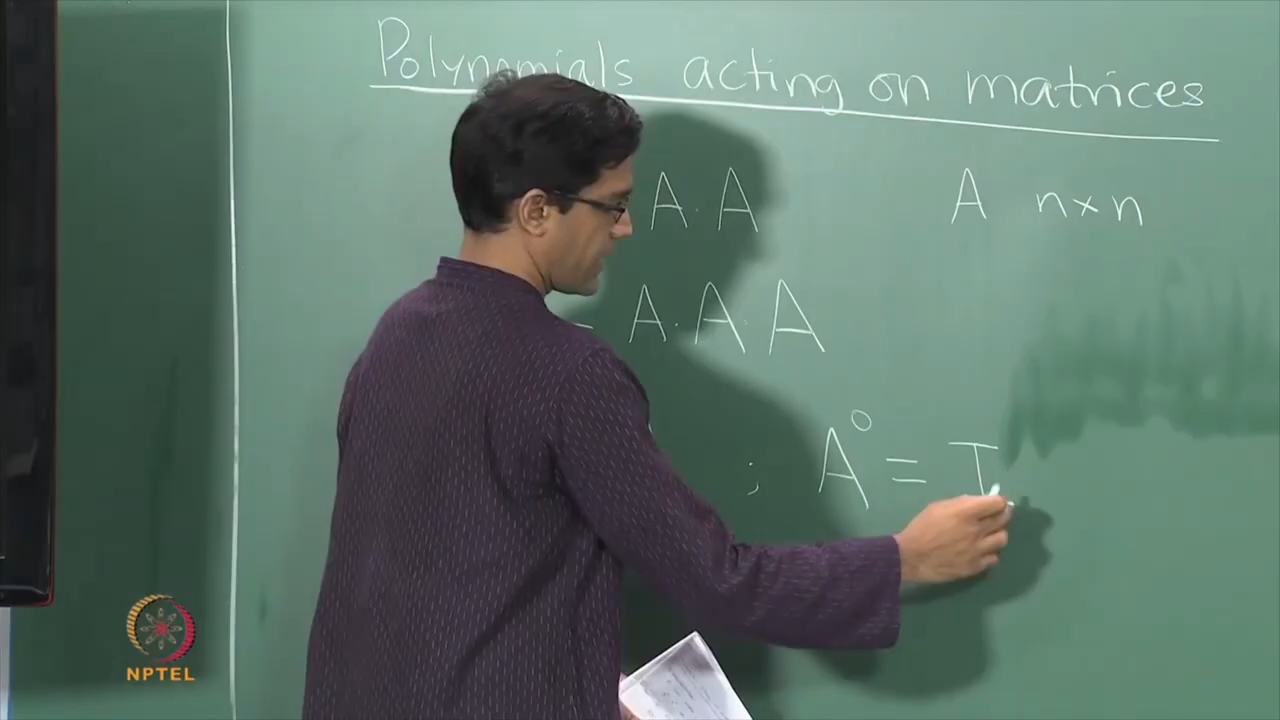 Polynomials acting on matrices
A · A A n×n
= A · A · A
; A⁰ = I
NPTEL